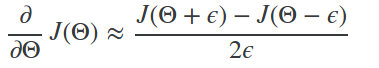 ∂/∂Θ J(Θ) ≈ (J(Θ + ϵ) − J(Θ − ϵ))/(2ϵ)